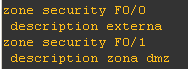 zone security F0/0
description externa
zone security F0/1
description zona dmz